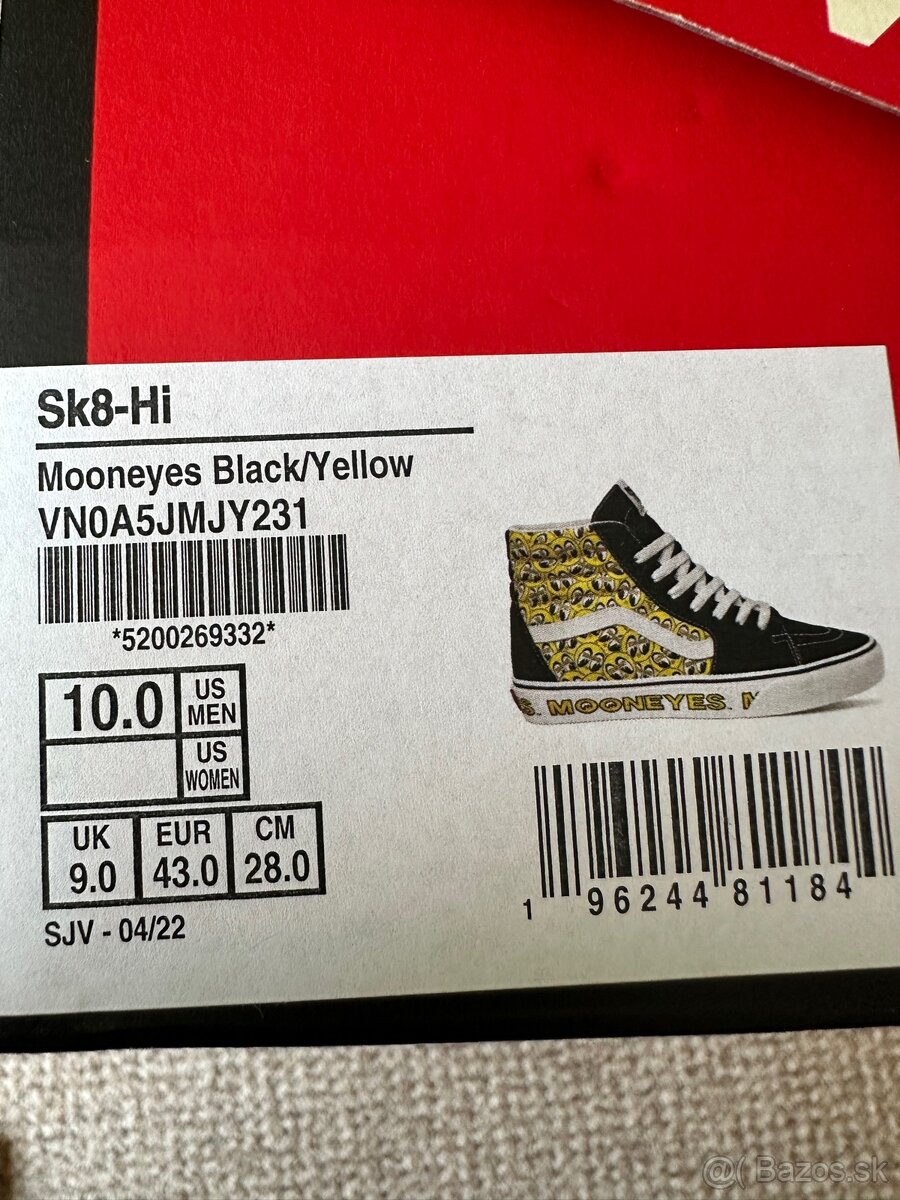 Sk8-Hi
Mooneyes Black/Yellow
VN0A5JMJY231
*5200269332*
10.0 US MEN
US WOMEN
UK EUR CM
9.0 43.0 28.0
SJV - 04/22
S. MOONEYES. M
1 96244 81184
@( Bazos.sk